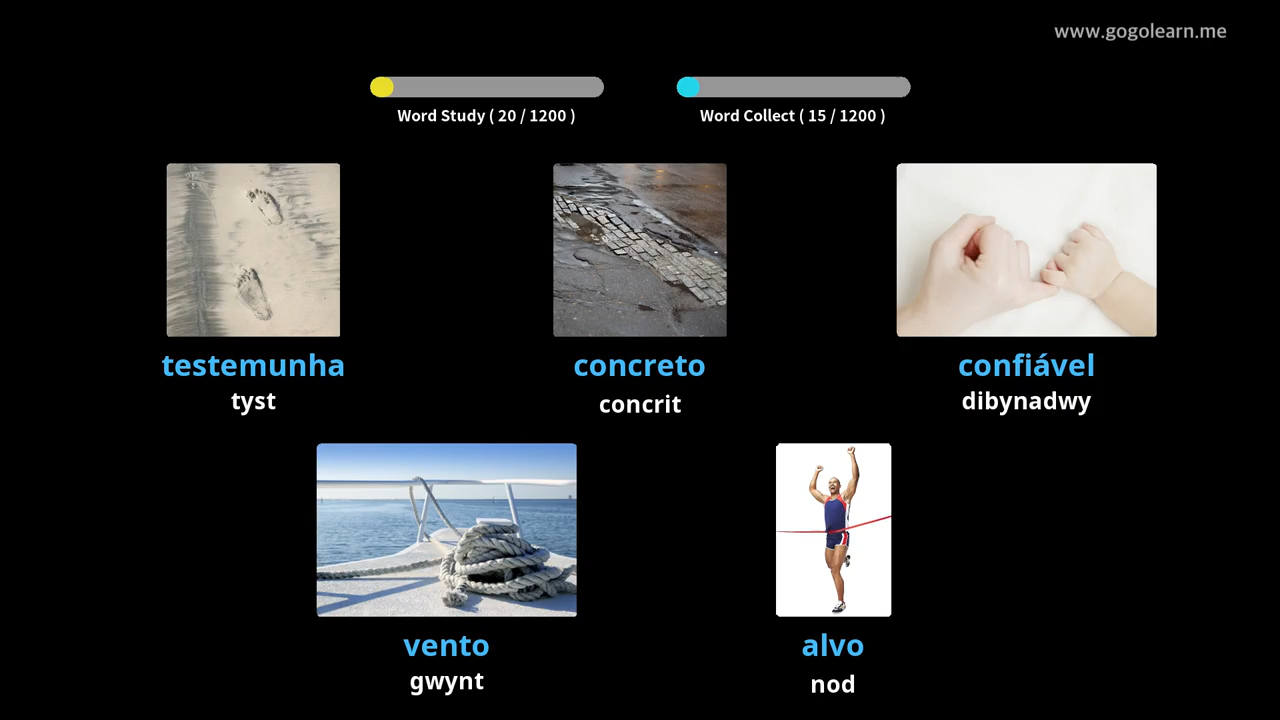 www.gogolearn.me
Word Study ( 20 / 1200 )
Word Collect ( 15 / 1200 )
testemunha
tyst
concreto
concrit
confiável
dibynadwy
vento
gwynt
alvo
nod